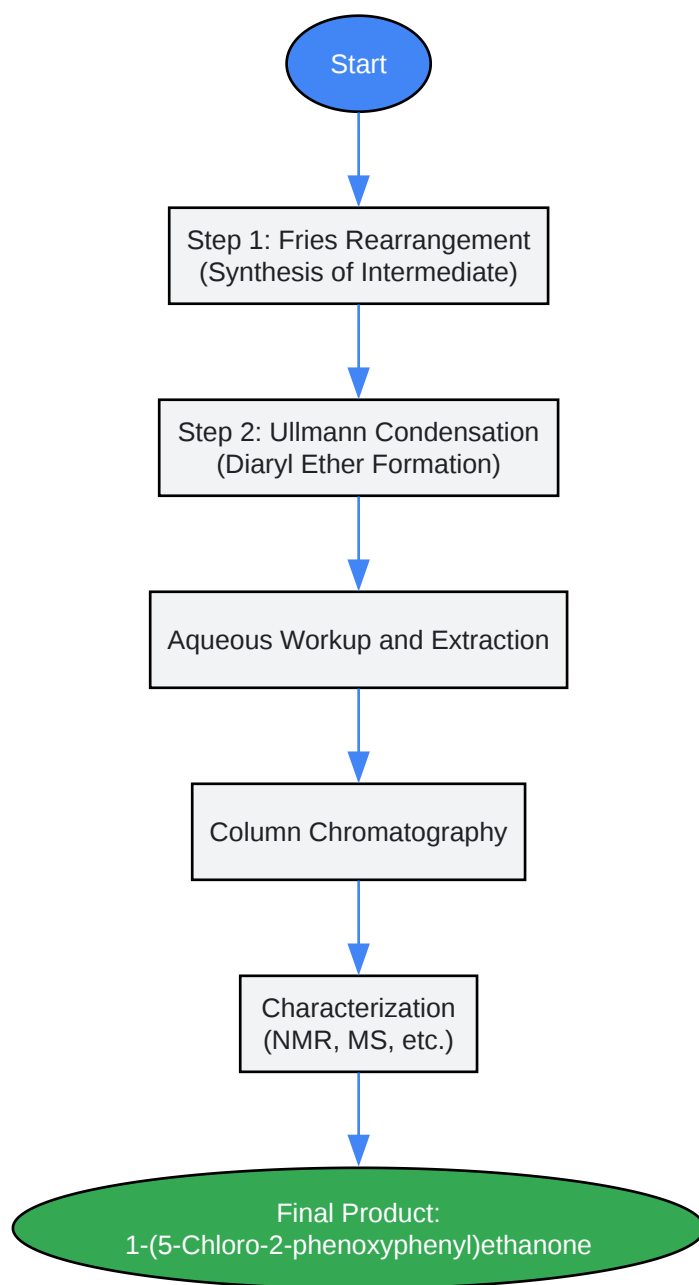 Start
Step 1: Fries Rearrangement
(Synthesis of Intermediate)
Step 2: Ullmann Condensation
(Diaryl Ether Formation)
Aqueous Workup and Extraction
Column Chromatography
Characterization
(NMR, MS, etc.)
Final Product:
1-(5-Chloro-2-phenoxyphenyl)ethanone